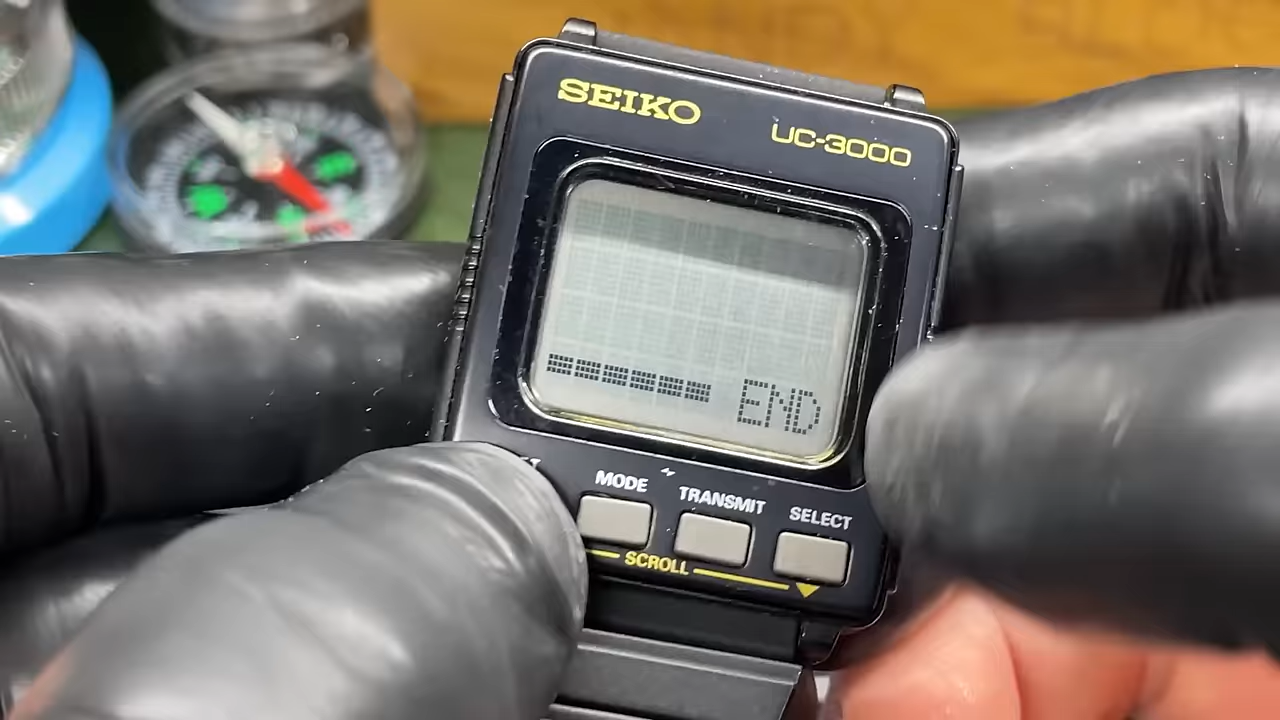 SEIKO
UC-3000
====== END
MODE TRANSMIT SELECT
SCROLL